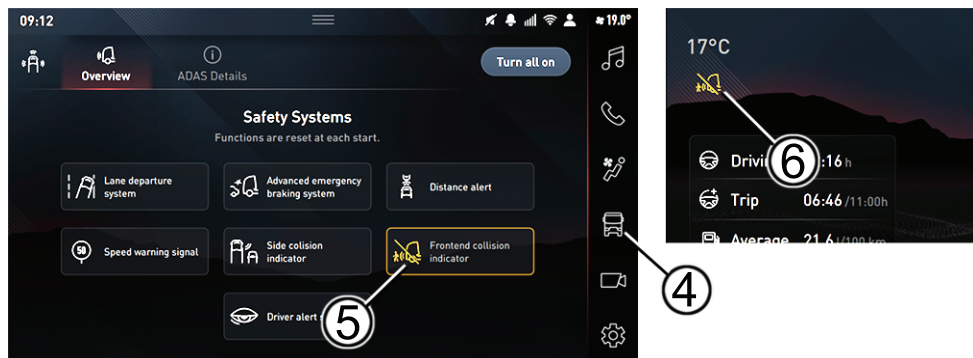 09:12
19.0°
Overview
ADAS Details
Turn all on
Safety Systems
Functions are reset at each start.
Lane departure
system
Advanced emergency
braking system
Distance alert
50
Speed warning signal
Side colision
indicator
Frontend collision
indicator
Driver alert
4
5
17°C
6
:16 h
Trip
06:46 /11:00h
Average
21.6 l/100 km